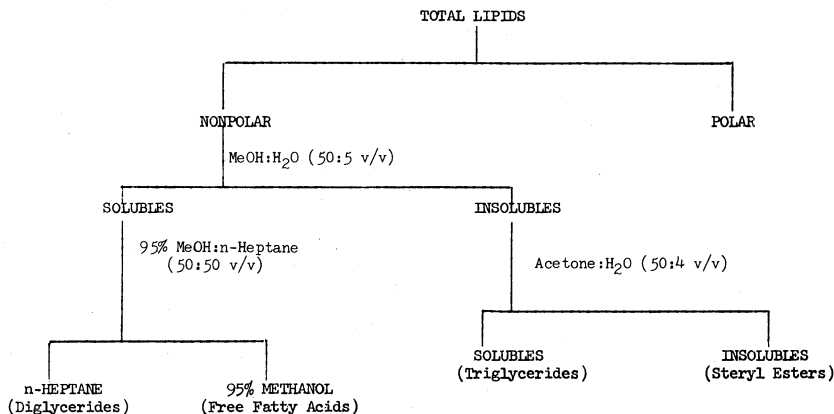 TOTAL LIPIDS
NONPOLAR
POLAR
MeOH:H₂O (50:5 v/v)
SOLUBLES
INSOLUBLES
95% MeOH:n-Heptane
(50:50 v/v)
Acetone:H₂O (50:4 v/v)
n-HEPTANE
(Diglycerides)
95% METHANOL
(Free Fatty Acids)
SOLUBLES
(Triglycerides)
INSOLUBLES
(Steryl Esters)